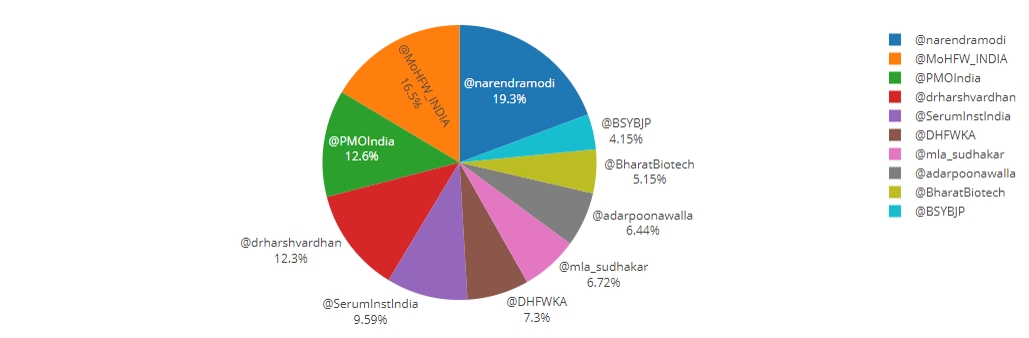 @MoHFW_INDIA
16.5%
@narendramodi
19.3%
@BSYBJP
4.15%
@PMOIndia
12.6%
@BharatBiotech
5.15%
@adarpoonawalla
6.44%
@drharshvardhan
12.3%
@mla_sudhakar
6.72%
@SerumInstIndia
9.59%
@DHFWKA
7.3%
@narendramodi
@MoHFW_INDIA
@PMOIndia
@drharshvardhan
@SerumInstIndia
@DHFWKA
@mla_sudhakar
@adarpoonawalla
@BharatBiotech
@BSYBJP